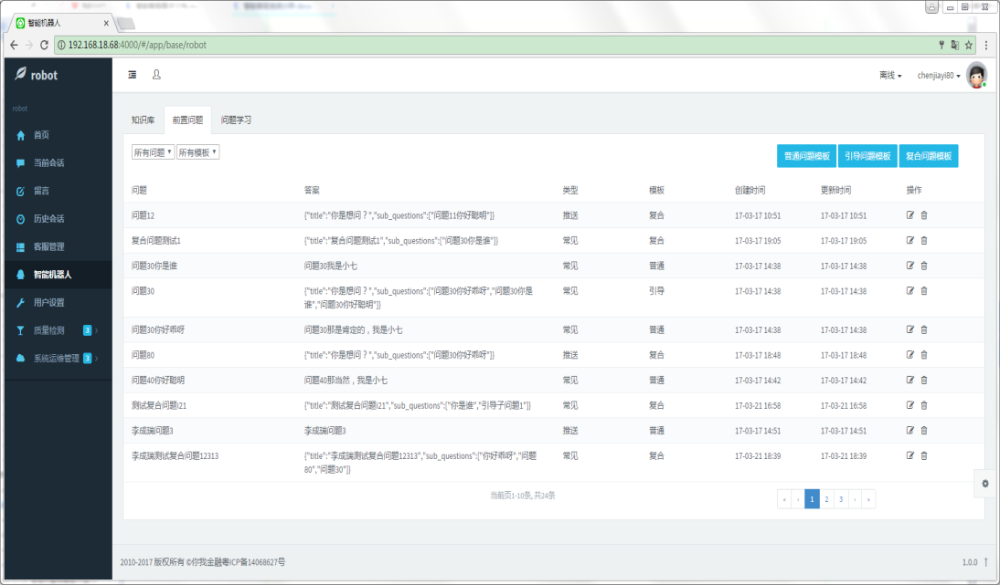 智能机器人
192.168.18.68:4000/#/app/base/robot
robot
离线 chenjiayi80
robot
首页
当前会话
留言
历史会话
客服管理
智能机器人
用户设置
质量检测 3
系统运维管理 3
知识库 前置问题 问题学习
所有问题 所有模板 普通问题模板 引导问题模板 复合问题模板
问题 答案 类型 模板 创建时间 更新时间 操作
问题12 {"title":"你是想问？","sub_questions":["问题11你好聪明"]} 推送 复合 17-03-17 10:51 17-03-17 10:51
复合问题测试1 {"title":"复合问题测试1","sub_questions":["问题30你是谁"]} 常见 复合 17-03-17 19:05 17-03-17 19:05
问题30你是谁 问题30我是小七 常见 普通 17-03-17 14:38 17-03-17 14:38
问题30 {"title":"你是想问？","sub_questions":["问题30你好乖呀","问题30你是 常见 引导 17-03-17 14:38 17-03-17 14:38
谁","问题30你好聪明"]}
问题30你好乖呀 问题30那是肯定的，我是小七 常见 普通 17-03-17 14:38 17-03-17 14:38
问题80 {"title":"你是想问？","sub_questions":["问题30你好乖呀"]} 推送 复合 17-03-17 18:48 17-03-17 18:48
问题40你好聪明 问题40那当然，我是小七 常见 普通 17-03-17 14:42 17-03-17 14:42
测试复合问题i21 {"title":"测试复合问题i21","sub_questions":["你是谁","引导子问题1"]} 常见 复合 17-03-21 16:58 17-03-21 16:58
李成瑞问题3 李成瑞问题3 推送 普通 17-03-17 14:51 17-03-17 14:51
李成瑞测试复合问题12313 {"title":"李成瑞测试复合问题12313","sub_questions":["你好乖呀","问题 常见 复合 17-03-21 18:39 17-03-21 18:39
80","问题30"]}
当前页1-10条, 共24条 « ‹ 1 2 3 › »
2010-2017 版权所有 ©你我金融粤ICP备14068627号 1.0.0